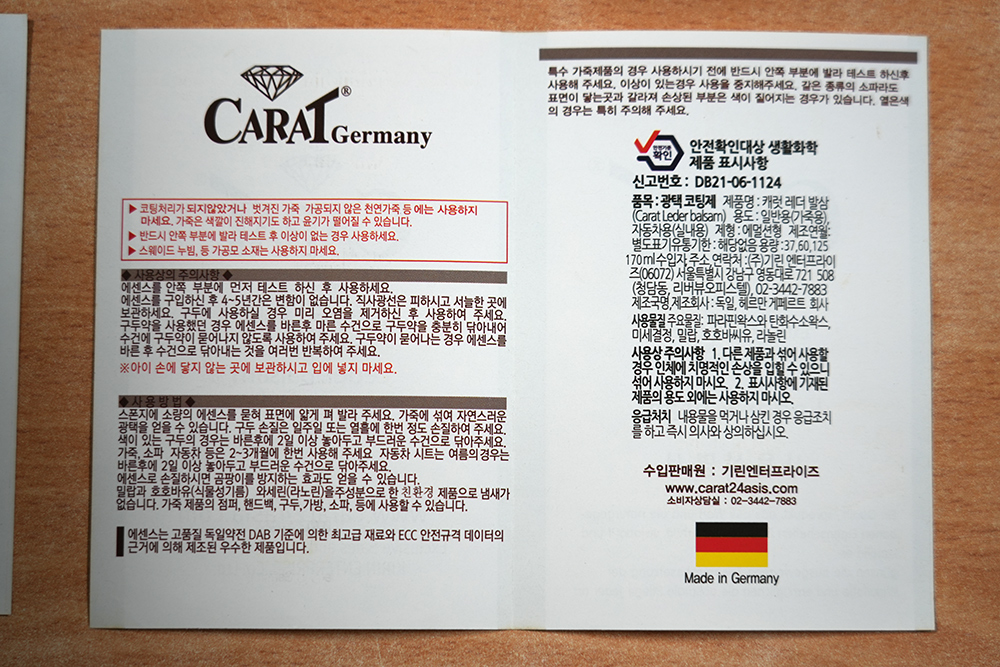 CARAT® Germany
▶ 코팅처리가 되지않았거나 벗겨진 가죽 가공되지 않은 천연가죽 등 에는 사용하지
마세요. 가죽은 색깔이 진해지기도 하고 윤기가 떨어질 수 있습니다.
▶ 반드시 안쪽 부분에 발라 테스트 후 이상이 없는 경우 사용하세요.
▶ 스웨이드 누빔, 등 가공모 소재는 사용하지 마세요.
◆ 사용상의 주의사항 ◆
에센스를 안쪽 부분에 먼저 테스트 하신 후 사용하세요.
에센스를 구입하신 후 4~5년간은 변함이 없습니다. 직사광선은 피하시고 서늘한 곳에
보관하세요. 구두에 사용하실 경우 미리 오염을 제거하신 후 사용하여 주세요.
구두약을 사용했던 경우 에센스를 바른후 마른 수건으로 구두약을 충분히 닦아내어
수건에 구두약이 묻어나지 않도록 사용하여 주세요. 구두약이 묻어나는 경우 에센스를
바른 후 수건으로 닦아내는 것을 여러번 반복하여 주세요.
※아이 손에 닿지 않는 곳에 보관하시고 입에 넣지 마세요.
◆ 사 용 방 법 ◆
스폰지에 소량의 에센스를 묻혀 표면에 얇게 펴 발라 주세요. 가죽에 섞여 자연스러운
광택을 얻을 수 있습니다. 구두 손질은 일주일 또는 열흘에 한번 정도 손질하여 주세요.
색이 있는 구두의 경우는 바른후에 2일 이상 놓아두고 부드러운 수건으로 닦아주세요.
가죽, 소파 자동차 등은 2~3개월에 한번 사용해 주세요 자동차 시트는 여름의경우는
바른후에 2일 이상 놓아두고 부드러운 수건으로 닦아주세요.
에센스로 손질하시면 곰팡이를 방지하는 효과도 얻을 수 있습니다.
밀랍과 호호바유(식물성기름) 와세린(라노린)을주성분으로 한 친환경 제품으로 냄새가
없습니다. 가죽 제품의 점퍼, 핸드백, 구두,가방, 소파, 등에 사용할 수 있습니다.
에센스는 고품질 독일약전 DAB 기준에 의한 최고급 재료와 ECC 안전규격 데이터의
근거에 의해 제조된 우수한 제품입니다.
특수 가죽제품의 경우 사용하시기 전에 반드시 안쪽 부분에 발라 테스트 하신후
사용해 주세요. 이상이 있는경우 사용을 중지해주세요. 같은 종류의 소파라도
표면이 닿는곳과 갈라져 손상된 부분은 색이 짙어지는 경우가 있습니다. 옅은색
의 경우는 특히 주의해 주세요.
안전기준
확인
안전확인대상 생활화학
제품 표시사항
신고번호 : DB21-06-1124
품목 : 광택 코팅제 제품명 : 캐럿 레더 발삼
(Carat Leder balsam) 용도 : 일반용(가죽용),
자동차용(실내용) 제형 : 에멀션형 제조연월:
별도표기유통기한 : 해당없음 용량 :37,60,125
170ml수입자 주소, 연락처 :(주)기린 엔터프라이
즈(06072) 서울특별시 강남구 영동대로 721 508
(청담동, 리버뷰오피스텔), 02-3442-7883
제조국명,제조회사 : 독일, 헤르만 게페르트 회사
사용물질 주요물질: 파라핀왁스와 탄화수소왁스,
미세결정, 밀랍, 호호바씨유, 라놀린
사용상 주의사항 1. 다른 제품과 섞어 사용할
경우 인체에 치명적인 손상을 입힐 수 있으니
섞어 사용하지 마시오. 2. 표시사항에 기재된
제품의 용도 외에는 사용하지 마시오.
응급처치 내용물을 먹거나 삼킨 경우 응급조치
를 하고 즉시 의사와 상의하십시오.
수입판매원 : 기린엔터프라이즈
www.carat24asis.com
소비자상담실 : 02-3442-7883
Made in Germany